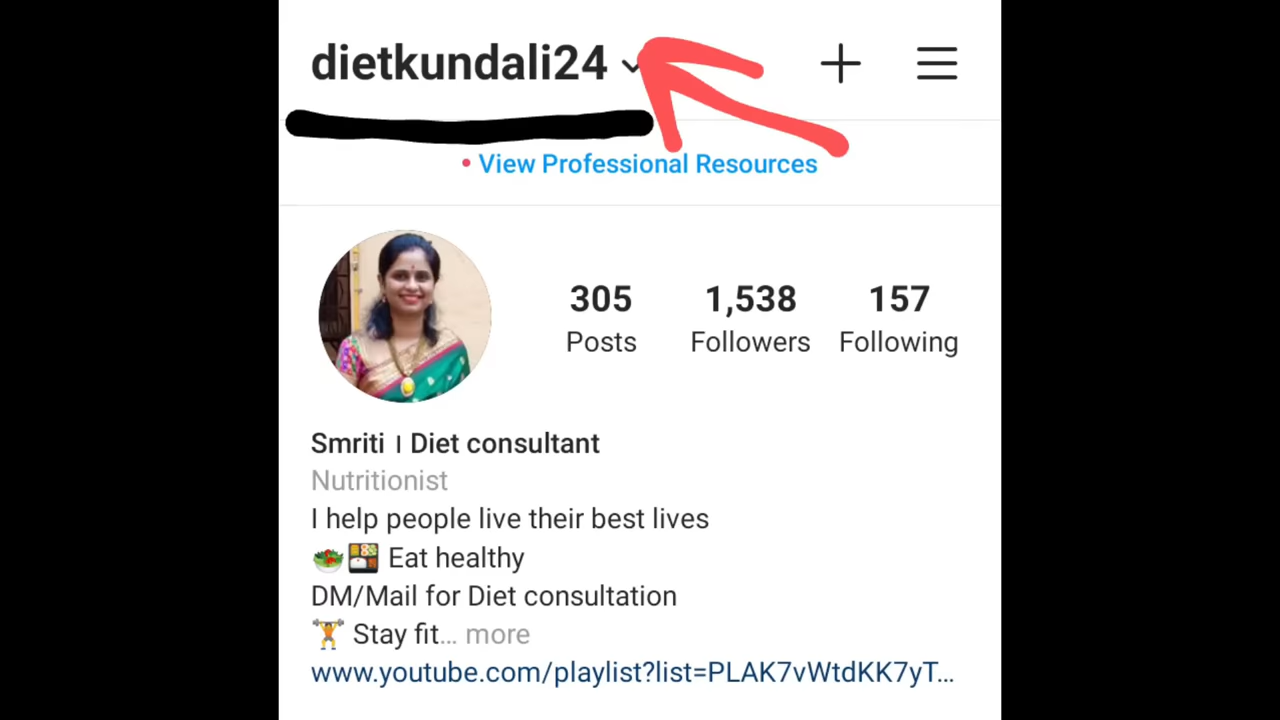 dietkundali24
• View Professional Resources
305 1,538 157
Posts Followers Following
Smriti I Diet consultant
Nutritionist
I help people live their best lives
🥗🍱 Eat healthy
DM/Mail for Diet consultation
🏋 Stay fit... more
www.youtube.com/playlist?list=PLAK7vWtdKK7yT...